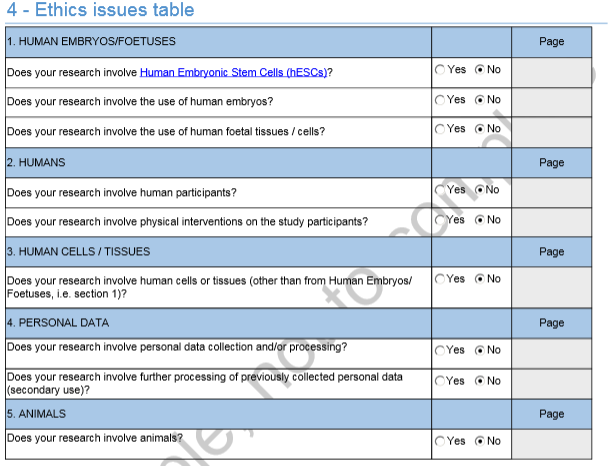 4 - Ethics issues table
1. HUMAN EMBRYOS/FOETUSES Page
Does your research involve Human Embryonic Stem Cells (hESCs)? Yes No
Does your research involve the use of human embryos? Yes No
Does your research involve the use of human foetal tissues / cells? Yes No
2. HUMANS Page
Does your research involve human participants? Yes No
Does your research involve physical interventions on the study participants? Yes No
3. HUMAN CELLS / TISSUES Page
Does your research involve human cells or tissues (other than from Human Embryos/ Yes No
Foetuses, i.e. section 1)?
4. PERSONAL DATA Page
Does your research involve personal data collection and/or processing? Yes No
Does your research involve further processing of previously collected personal data Yes No
(secondary use)?
5. ANIMALS Page
Does your research involve animals? Yes No